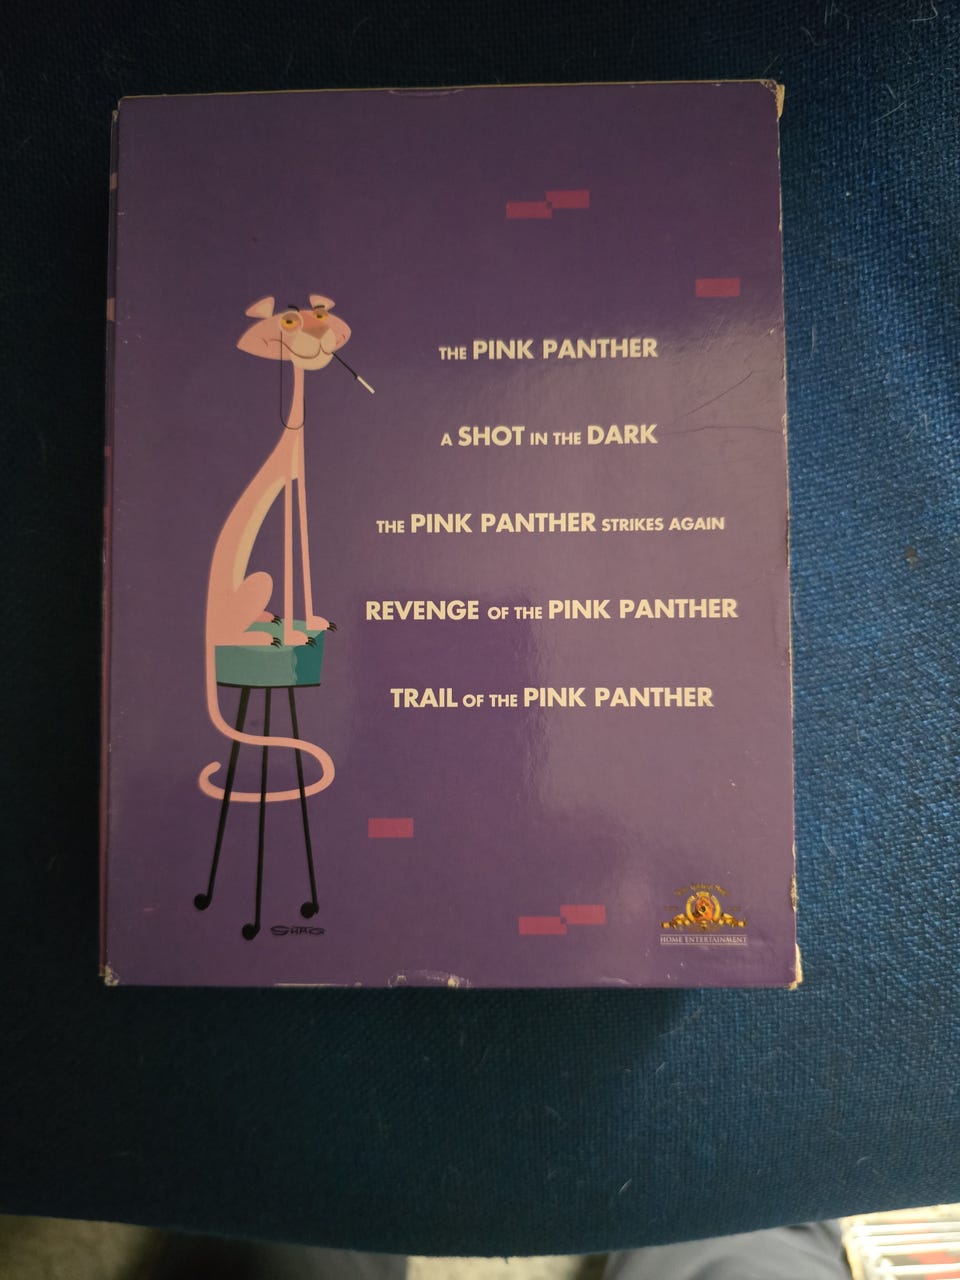 THE PINK PANTHER
A SHOT IN THE DARK
THE PINK PANTHER STRIKES AGAIN
REVENGE OF THE PINK PANTHER
TRAIL OF THE PINK PANTHER
SHAG
HOME ENTERTAINMENT